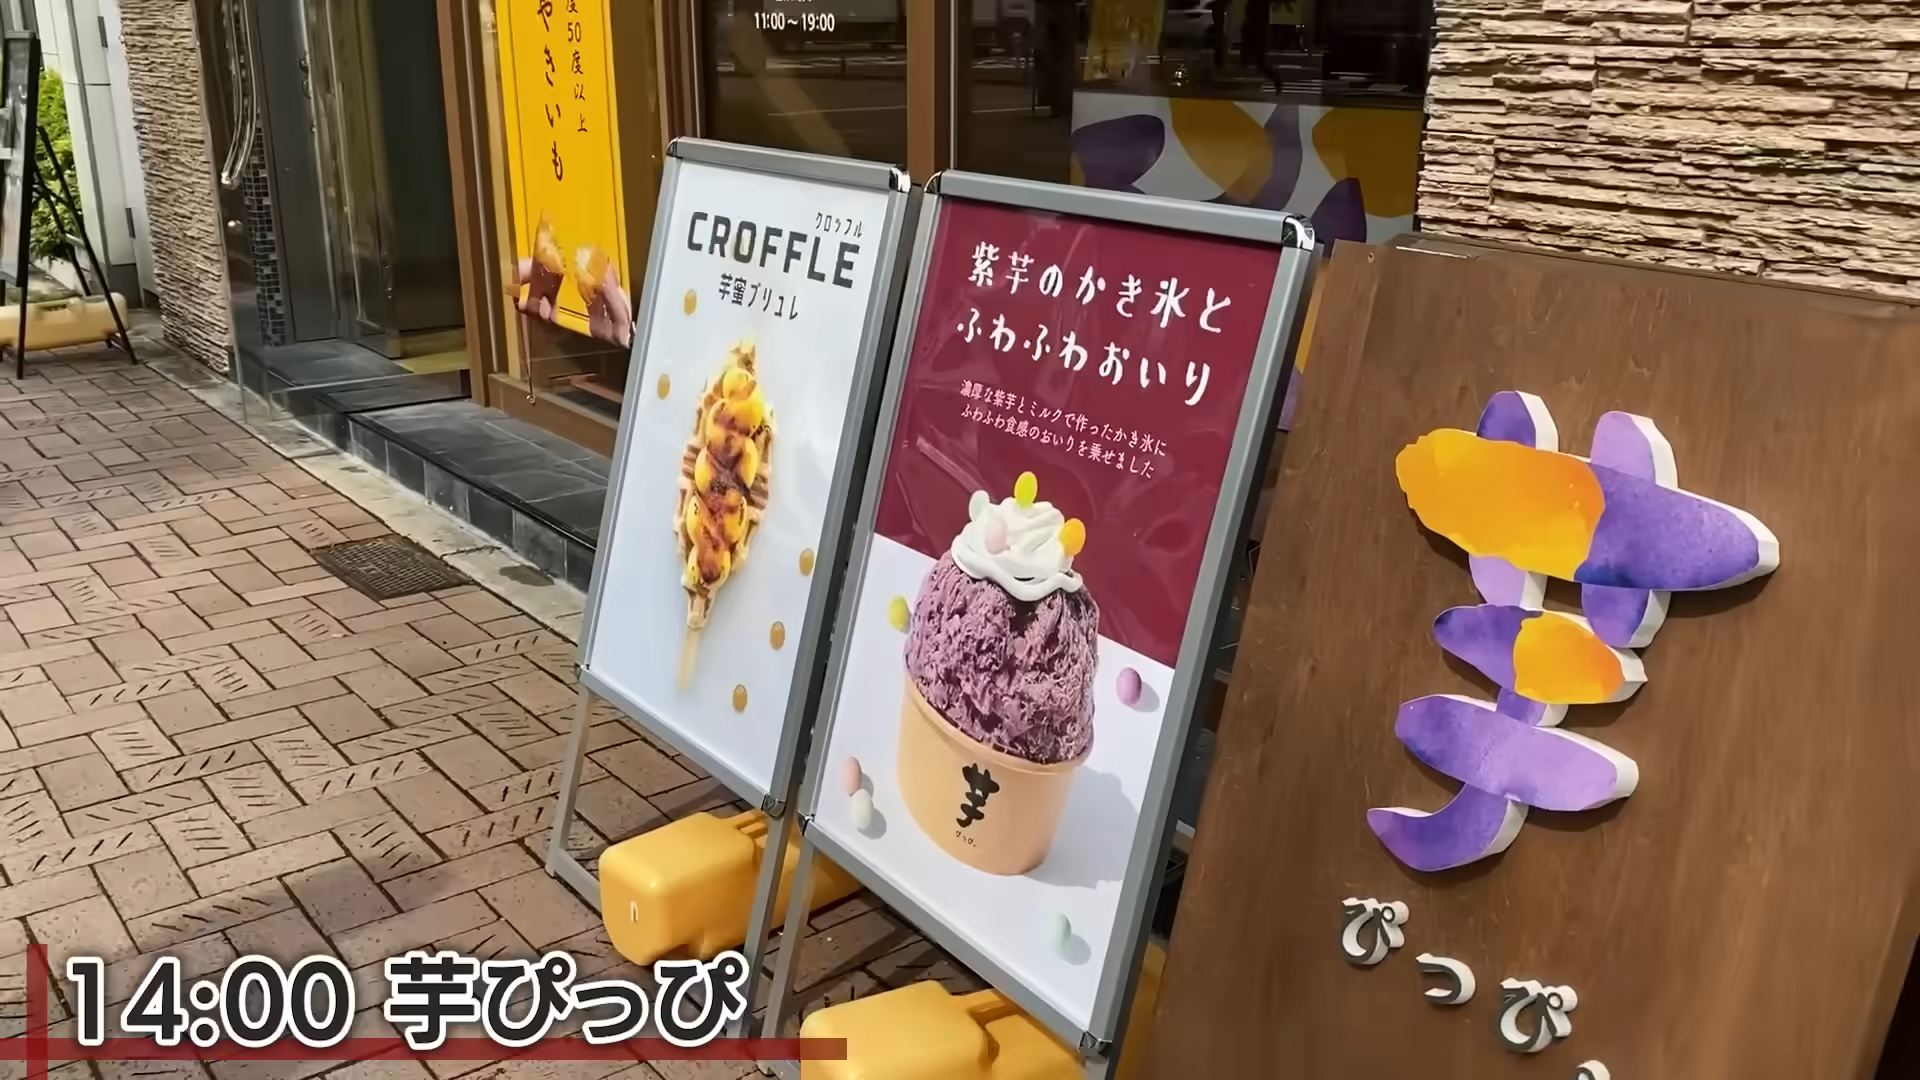 11:00～19:00
度50度以上
やきいも
クロッフル
CROFFLE
芋蜜ブリュレ
紫芋のかき氷と
ふわふわおいり
濃厚な紫芋とミルクで作ったかき氷に
ふわふわ食感のおいりを乗せました
芋
ぴっぴ。
芋
ぴっぴ。
14:00 芋ぴっぴ